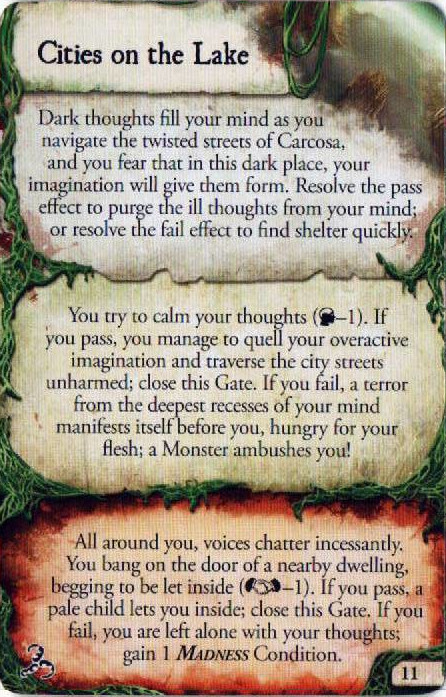 Cities on the Lake
Dark thoughts fill your mind as you
navigate the twisted streets of Carcosa,
and you fear that in this dark place, your
imagination will give them form. Resolve the pass
effect to purge the ill thoughts from your mind;
or resolve the fail effect to find shelter quickly.
You try to calm your thoughts (–1). If
you pass, you manage to quell your overactive
imagination and traverse the city streets
unharmed; close this Gate. If you fail, a terror
from the deepest recesses of your mind
manifests itself before you, hungry for your
flesh; a Monster ambushes you!
All around you, voices chatter incessantly.
You bang on the door of a nearby dwelling,
begging to be let inside (–1). If you pass, a
pale child lets you inside; close this Gate. If you
fail, you are left alone with your thoughts;
gain 1 MADNESS Condition.
11